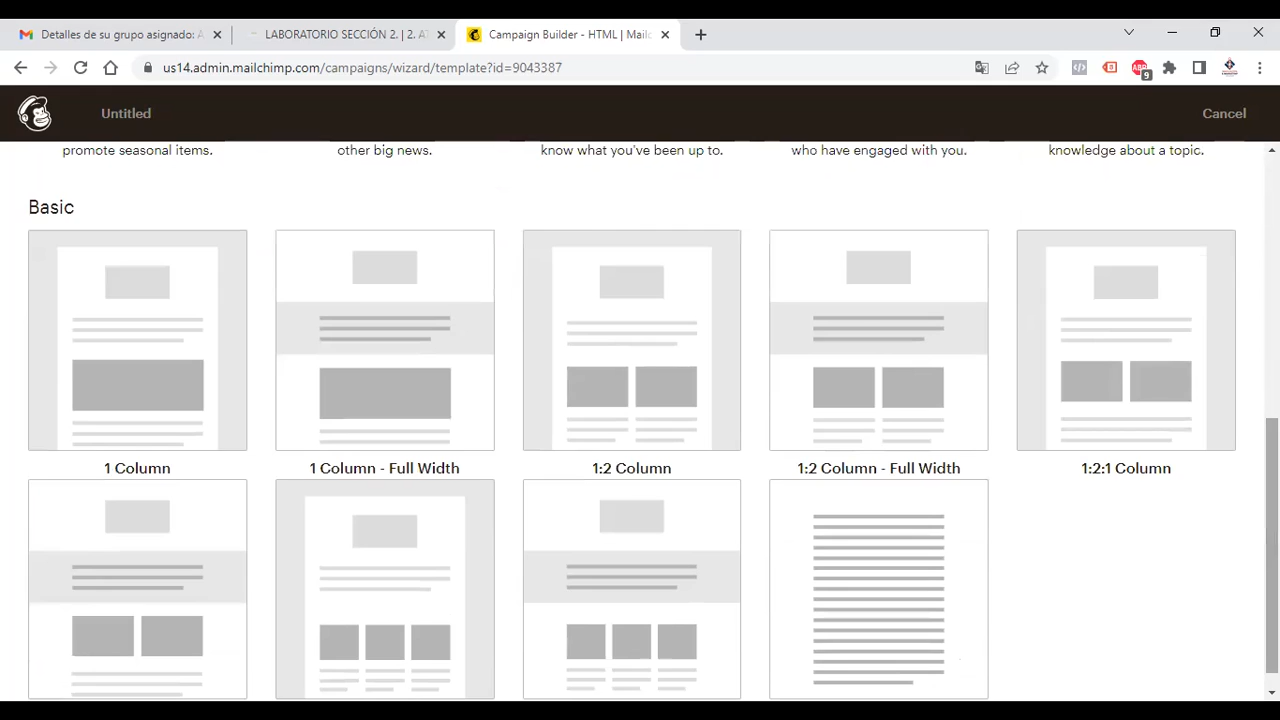 Detalles de su grupo asignado: A
LABORATORIO SECCIÓN 2. | 2. AT
Campaign Builder - HTML | Mailc
us14.admin.mailchimp.com/campaigns/wizard/template?id=9043387
ABP
9
Untitled
Cancel
promote seasonal items.
other big news.
know what you've been up to.
who have engaged with you.
knowledge about a topic.
Basic
1 Column
1 Column - Full Width
1:2 Column
1:2 Column - Full Width
1:2:1 Column